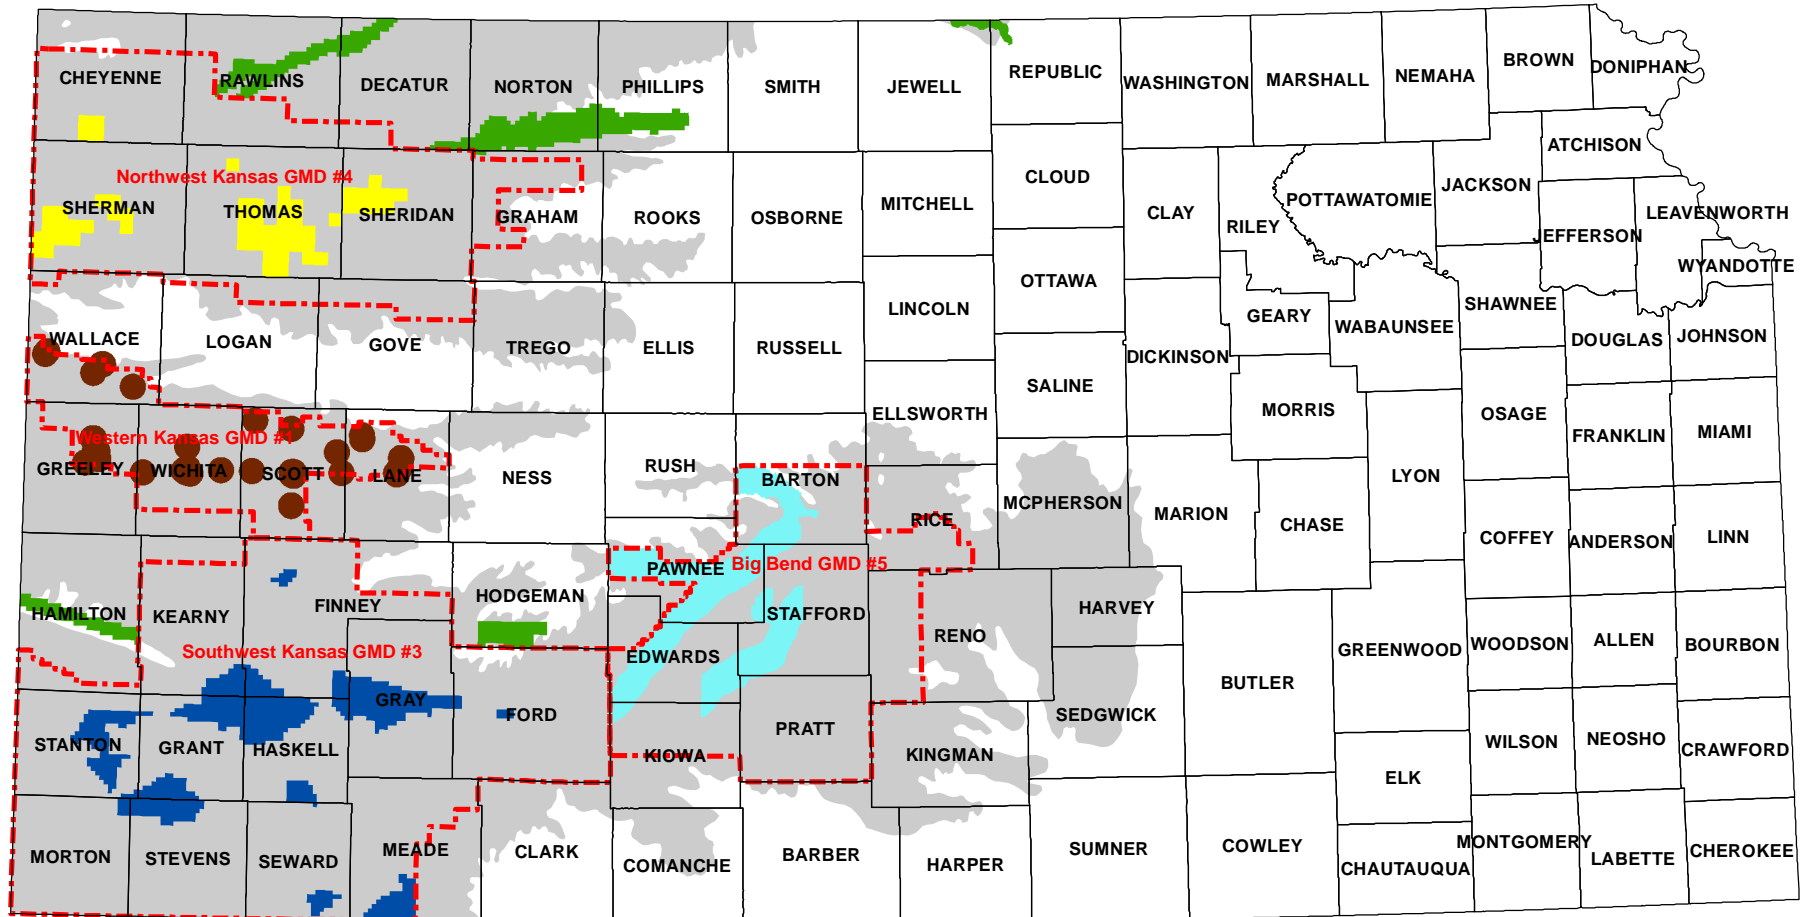 CHEYENNE
RAWLINS
DECATUR
NORTON
PHILLIPS
SMITH
JEWELL
REPUBLIC
WASHINGTON
MARSHALL
NEMAHA
BROWN
DONIPHAN
ATCHISON
Northwest Kansas GMD #4
SHERMAN
THOMAS
SHERIDAN
GRAHAM
ROOKS
OSBORNE
MITCHELL
CLOUD
CLAY
RILEY
POTTAWATOMIE
JACKSON
JEFFERSON
LEAVENWORTH
WYANDOTTE
WALLACE
LOGAN
GOVE
TREGO
ELLIS
RUSSELL
LINCOLN
OTTAWA
DICKINSON
GEARY
WABAUNSEE
SHAWNEE
DOUGLAS
JOHNSON
SALINE
ELLSWORTH
MORRIS
OSAGE
FRANKLIN
MIAMI
Western Kansas GMD #1
GREELEY
WICHITA
SCOTT
LANE
NESS
RUSH
BARTON
RICE
MCPHERSON
MARION
CHASE
LYON
COFFEY
ANDERSON
LINN
HAMILTON
KEARNY
FINNEY
HODGEMAN
PAWNEE
Big Bend GMD #5
STAFFORD
RENO
HARVEY
GREENWOOD
WOODSON
ALLEN
BOURBON
Southwest Kansas GMD #3
EDWARDS
GRAY
FORD
BUTLER
STANTON
GRANT
HASKELL
KIOWA
PRATT
KINGMAN
SEDGWICK
WILSON
NEOSHO
CRAWFORD
ELK
MORTON
STEVENS
SEWARD
MEADE
CLARK
COMANCHE
BARBER
HARPER
SUMNER
COWLEY
CHAUTAUQUA
MONTGOMERY
LABETTE
CHEROKEE